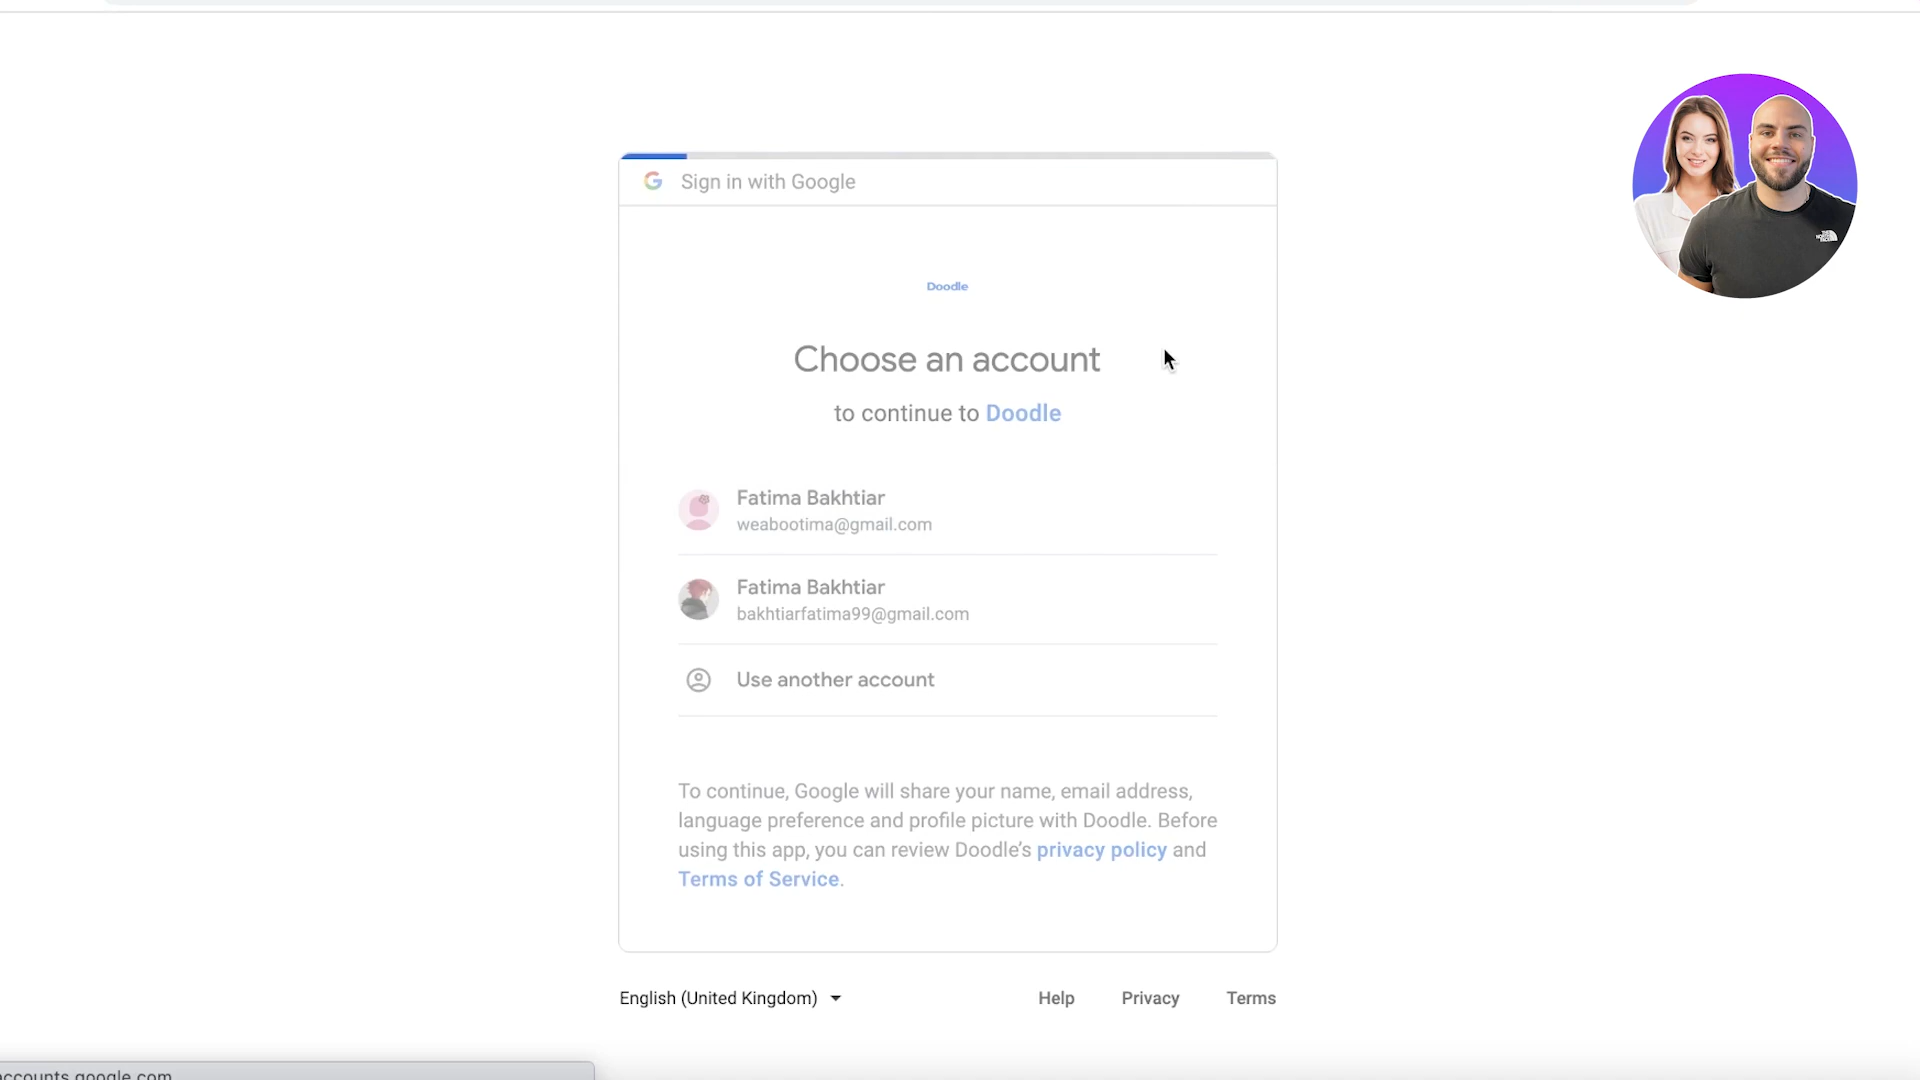 Sign in with Google
Doodle
Choose an account
to continue to Doodle
Fatima Bakhtiar
weabootima@gmail.com
Fatima Bakhtiar
bakhtiarfatima99@gmail.com
Use another account
To continue, Google will share your name, email address,
language preference and profile picture with Doodle. Before
using this app, you can review Doodle's privacy policy and
Terms of Service.
English (United Kingdom)
Help
Privacy
Terms
accounts.google.com